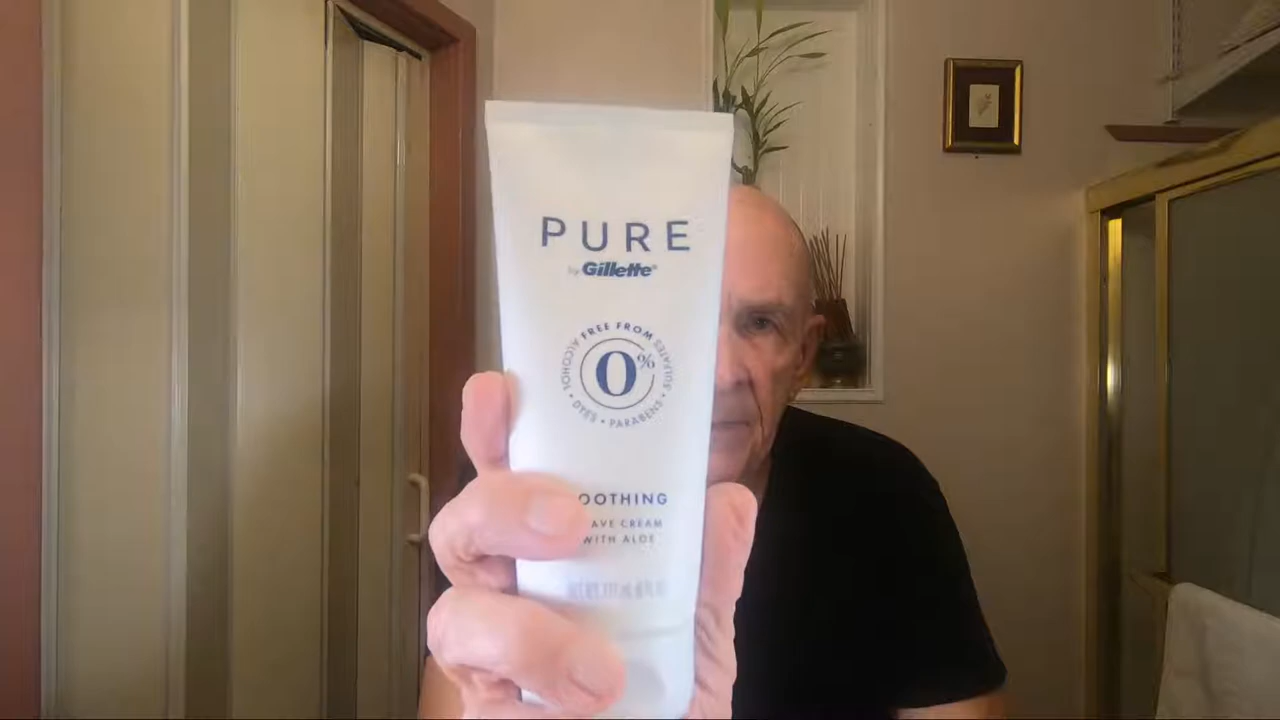 PURE
by Gillette®
FREE FROM
SULFATES • PARABENS • DYES • ALCOHOL
0%
OOTHING
AVE CREAM
WITH ALOE